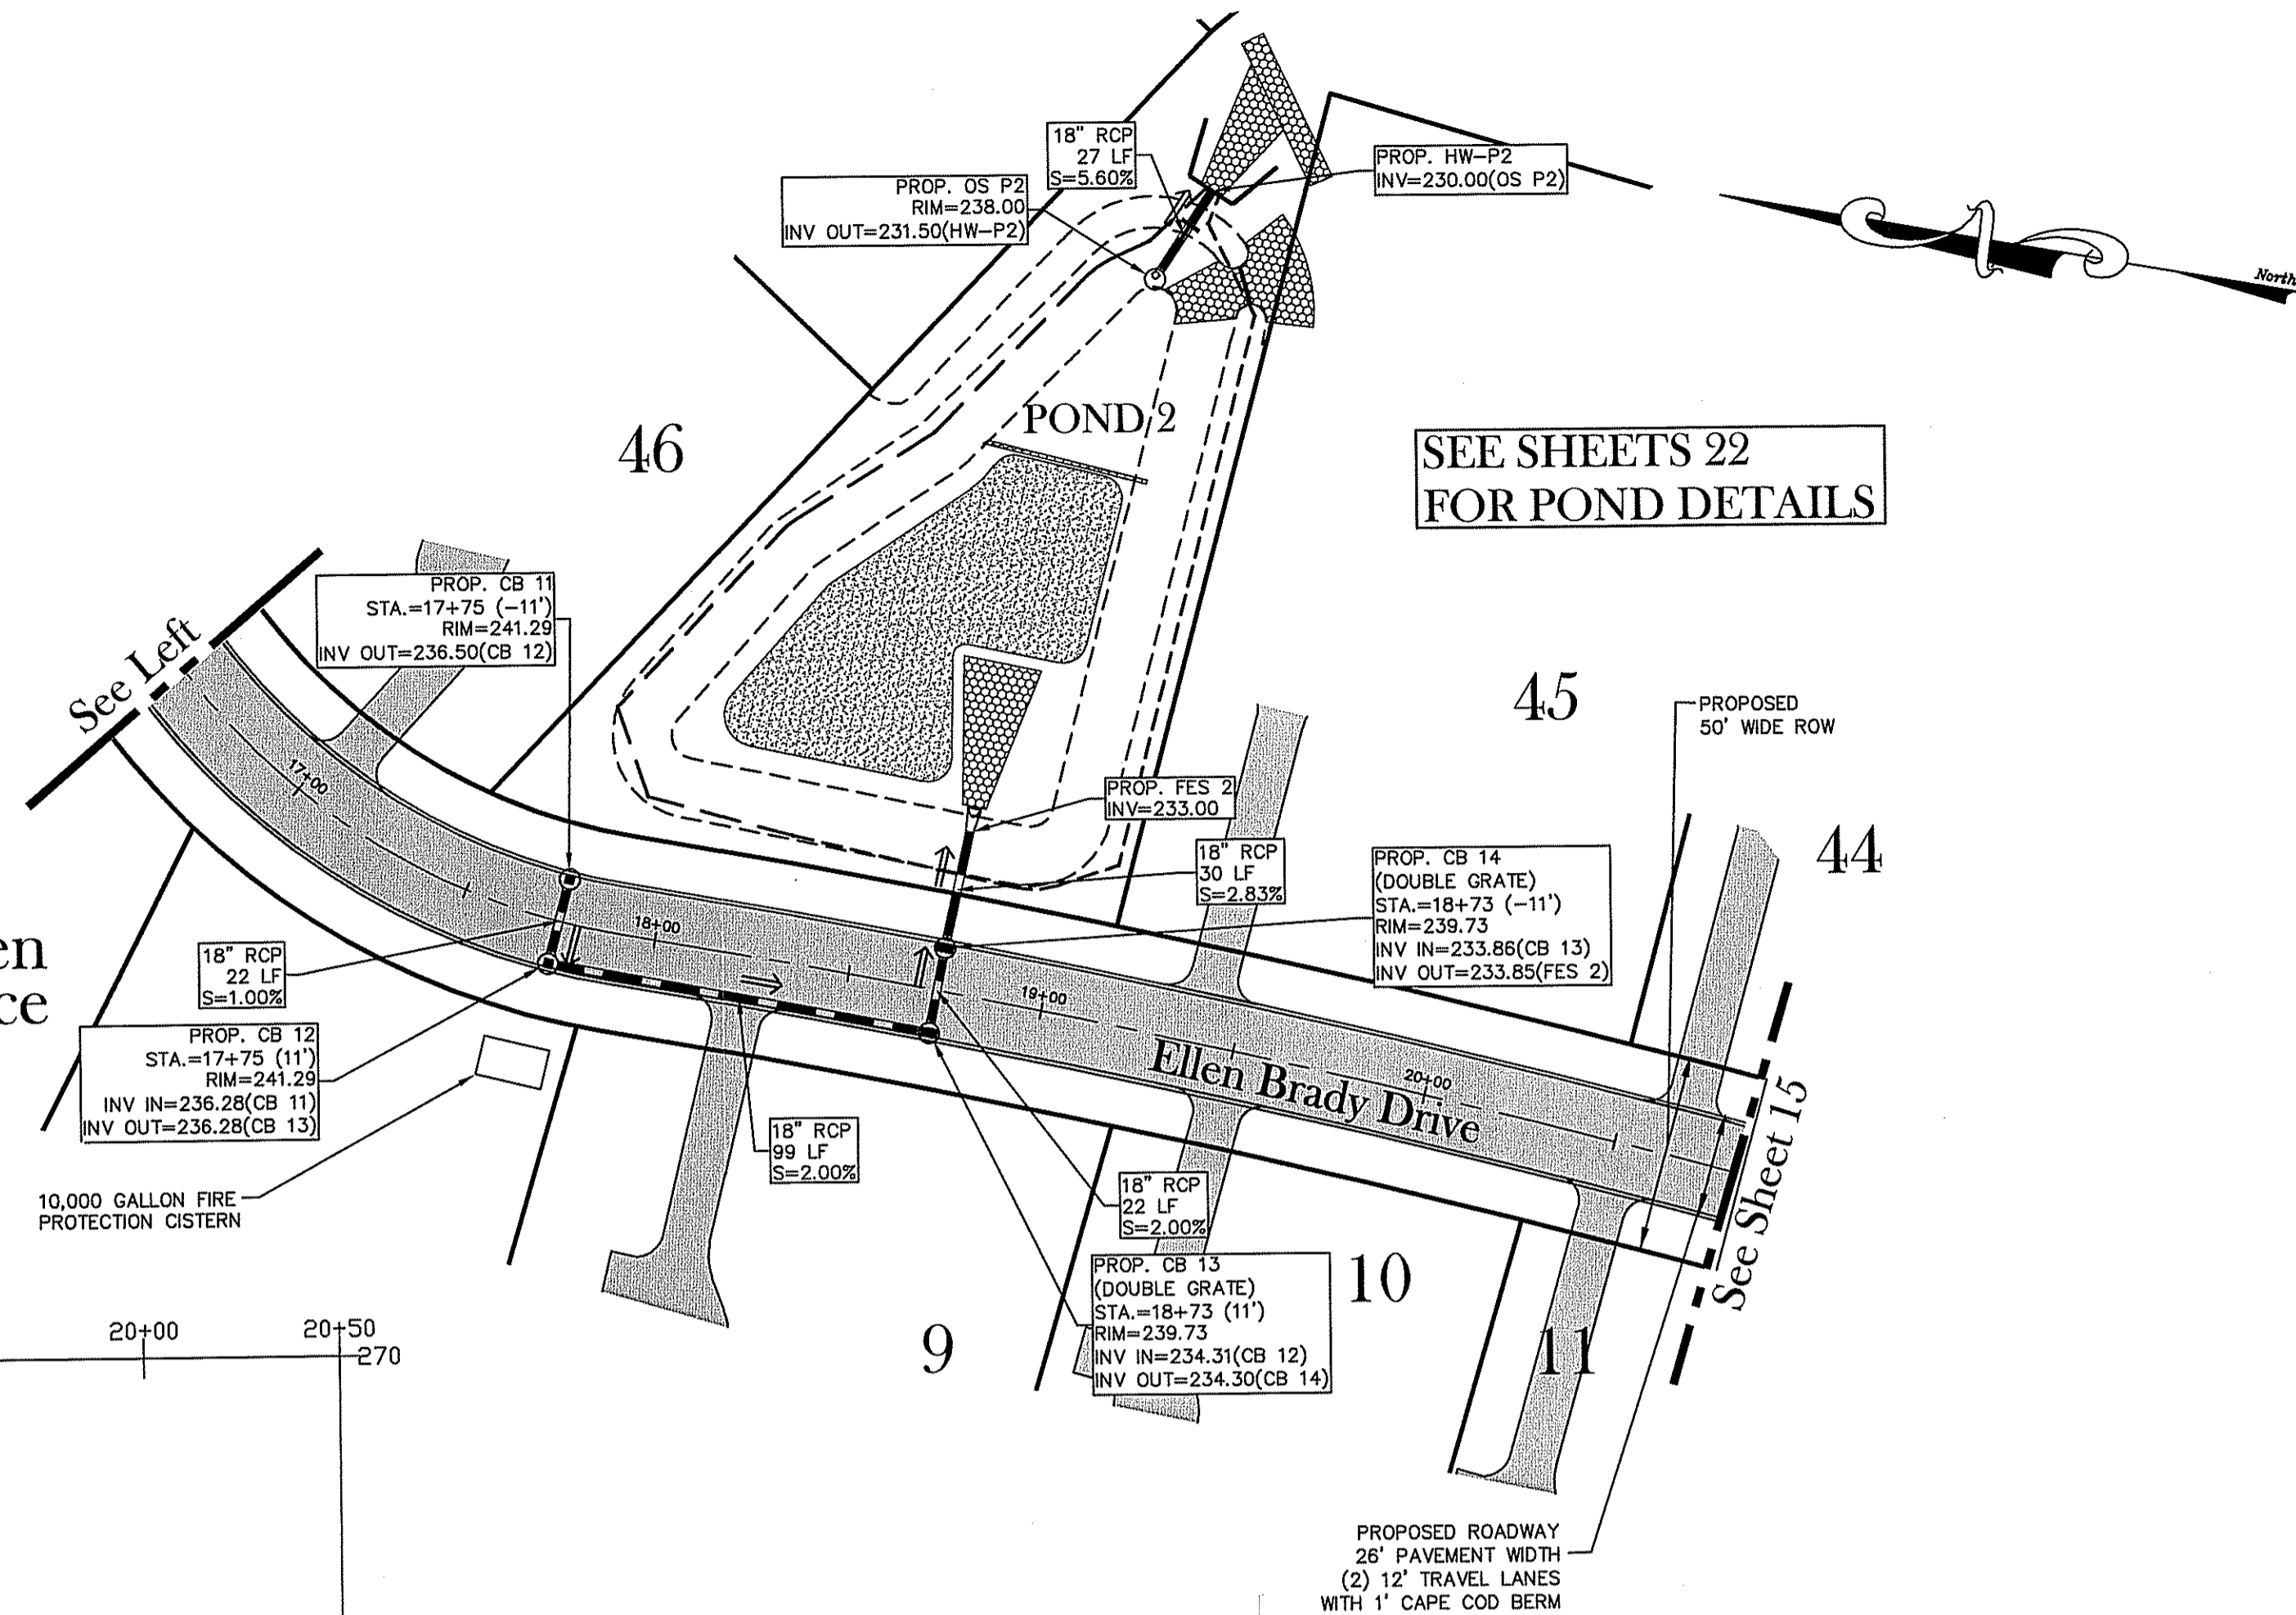 18" RCP
27 LF
S=5.60%
PROP. HW-P2
INV=230.00(OS P2)
PROP. OS P2
RIM=238.00
INV OUT=231.50(HW-P2)
North
POND 2
46
SEE SHEETS 22
FOR POND DETAILS
PROP. CB 11
STA.=17+75 (-11')
RIM=241.29
INV OUT=236.50(CB 12)
See Left
45
PROPOSED
50' WIDE ROW
17+00
PROP. FES 2
INV=233.00
18" RCP
30 LF
S=2.83%
PROP. CB 14
(DOUBLE GRATE)
STA.=18+73 (-11')
RIM=239.73
INV IN=233.86(CB 13)
INV OUT=233.85(FES 2)
44
18+00
en
ce
18" RCP
22 LF
S=1.00%
19+00
PROP. CB 12
STA.=17+75 (11')
RIM=241.29
INV IN=236.28(CB 11)
INV OUT=236.28(CB 13)
Ellen Brady Drive
20+00
See Sheet 15
18" RCP
99 LF
S=2.00%
10,000 GALLON FIRE
PROTECTION CISTERN
18" RCP
22 LF
S=2.00%
PROP. CB 13
(DOUBLE GRATE)
STA.=18+73 (11')
RIM=239.73
INV IN=234.31(CB 12)
INV OUT=234.30(CB 14)
10
9
11
20+00
20+50
270
PROPOSED ROADWAY
26' PAVEMENT WIDTH
(2) 12' TRAVEL LANES
WITH 1' CAPE COD BERM